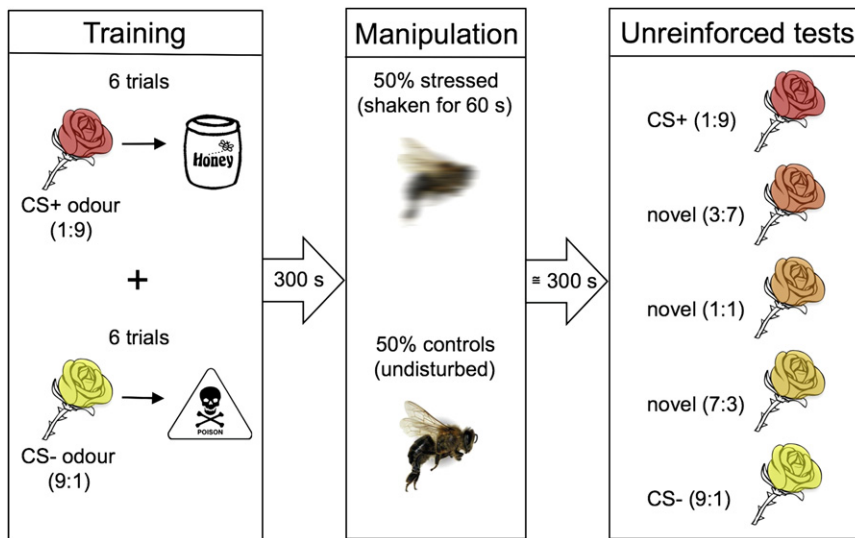 Training
6 trials
Honey
CS+ odour
(1:9)
+
6 trials
POISON
CS- odour
(9:1)
300 s
Manipulation
50% stressed
(shaken for 60 s)
50% controls
(undisturbed)
≅ 300 s
Unreinforced tests
CS+ (1:9)
novel (3:7)
novel (1:1)
novel (7:3)
CS- (9:1)